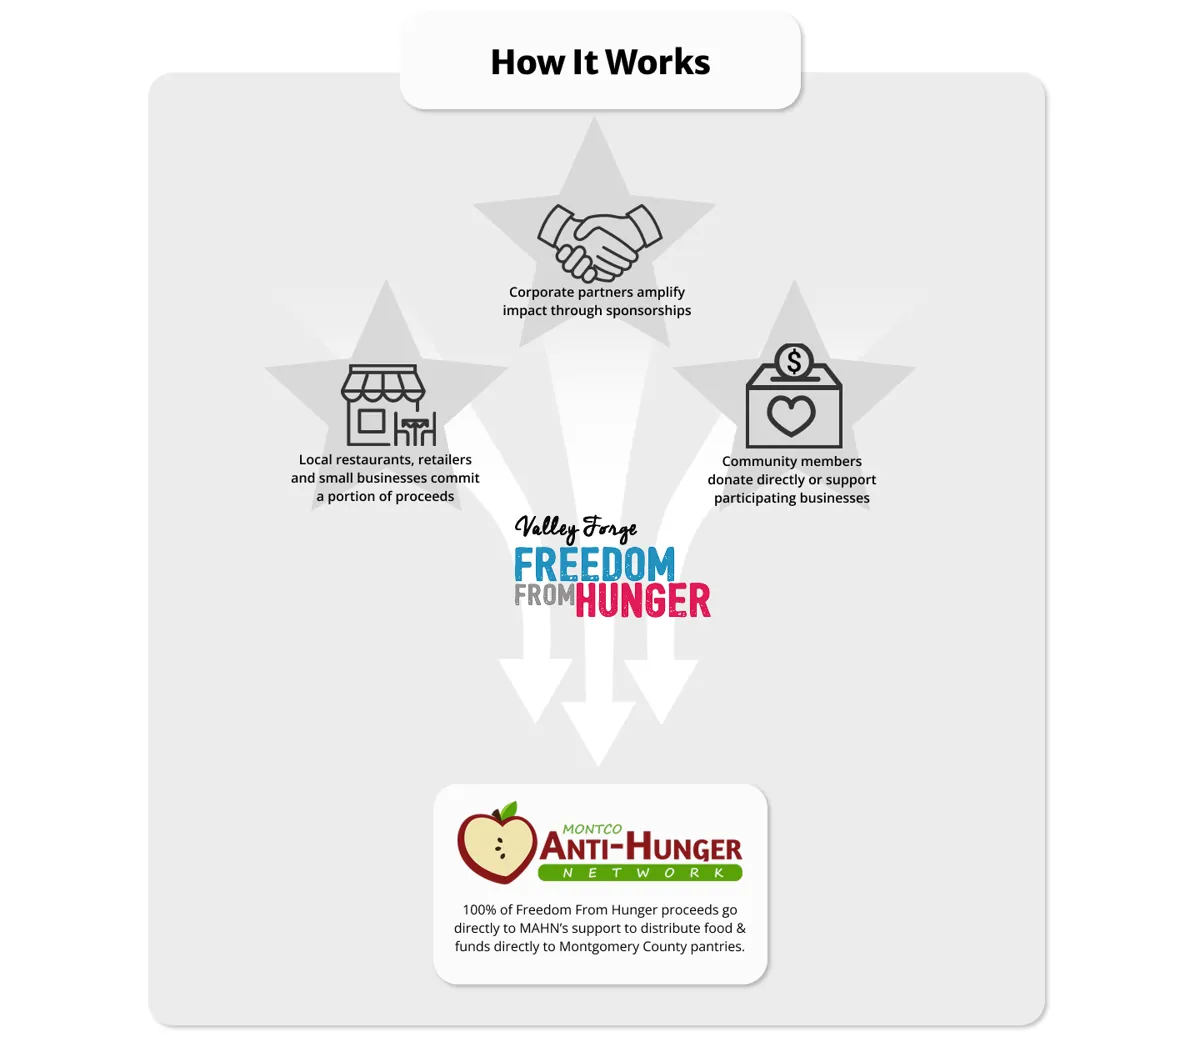 How It Works
Corporate partners amplify
impact through sponsorships
$
Local restaurants, retailers
and small businesses commit
a portion of proceeds
Community members
donate directly or support
participating businesses
Valley Forge
FREEDOM
FROM HUNGER
MONTCO
ANTI-HUNGER
NETWORK
100% of Freedom From Hunger proceeds go
directly to MAHN’s support to distribute food &
funds directly to Montgomery County pantries.